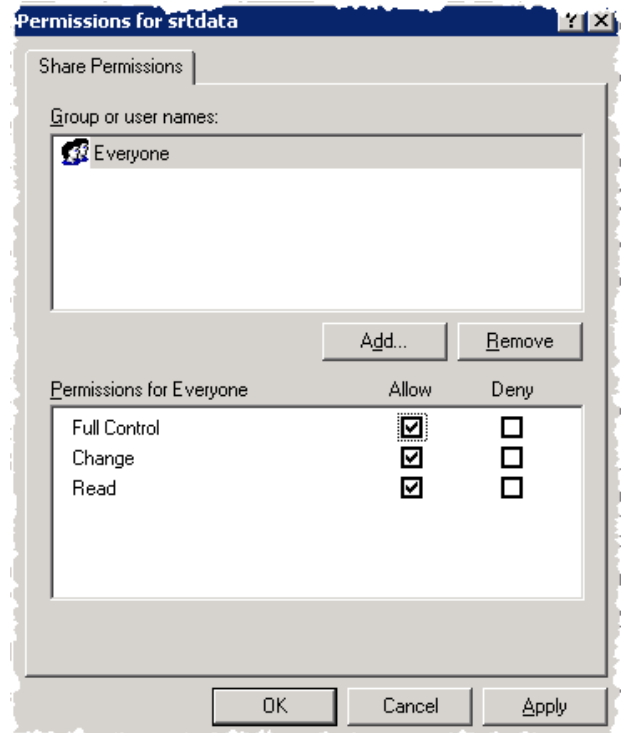 Permissions for srtdata
Share Permissions
Group or user names:
Everyone
Add... Remove
Permissions for Everyone Allow Deny
Full Control
Change
Read
OK Cancel Apply